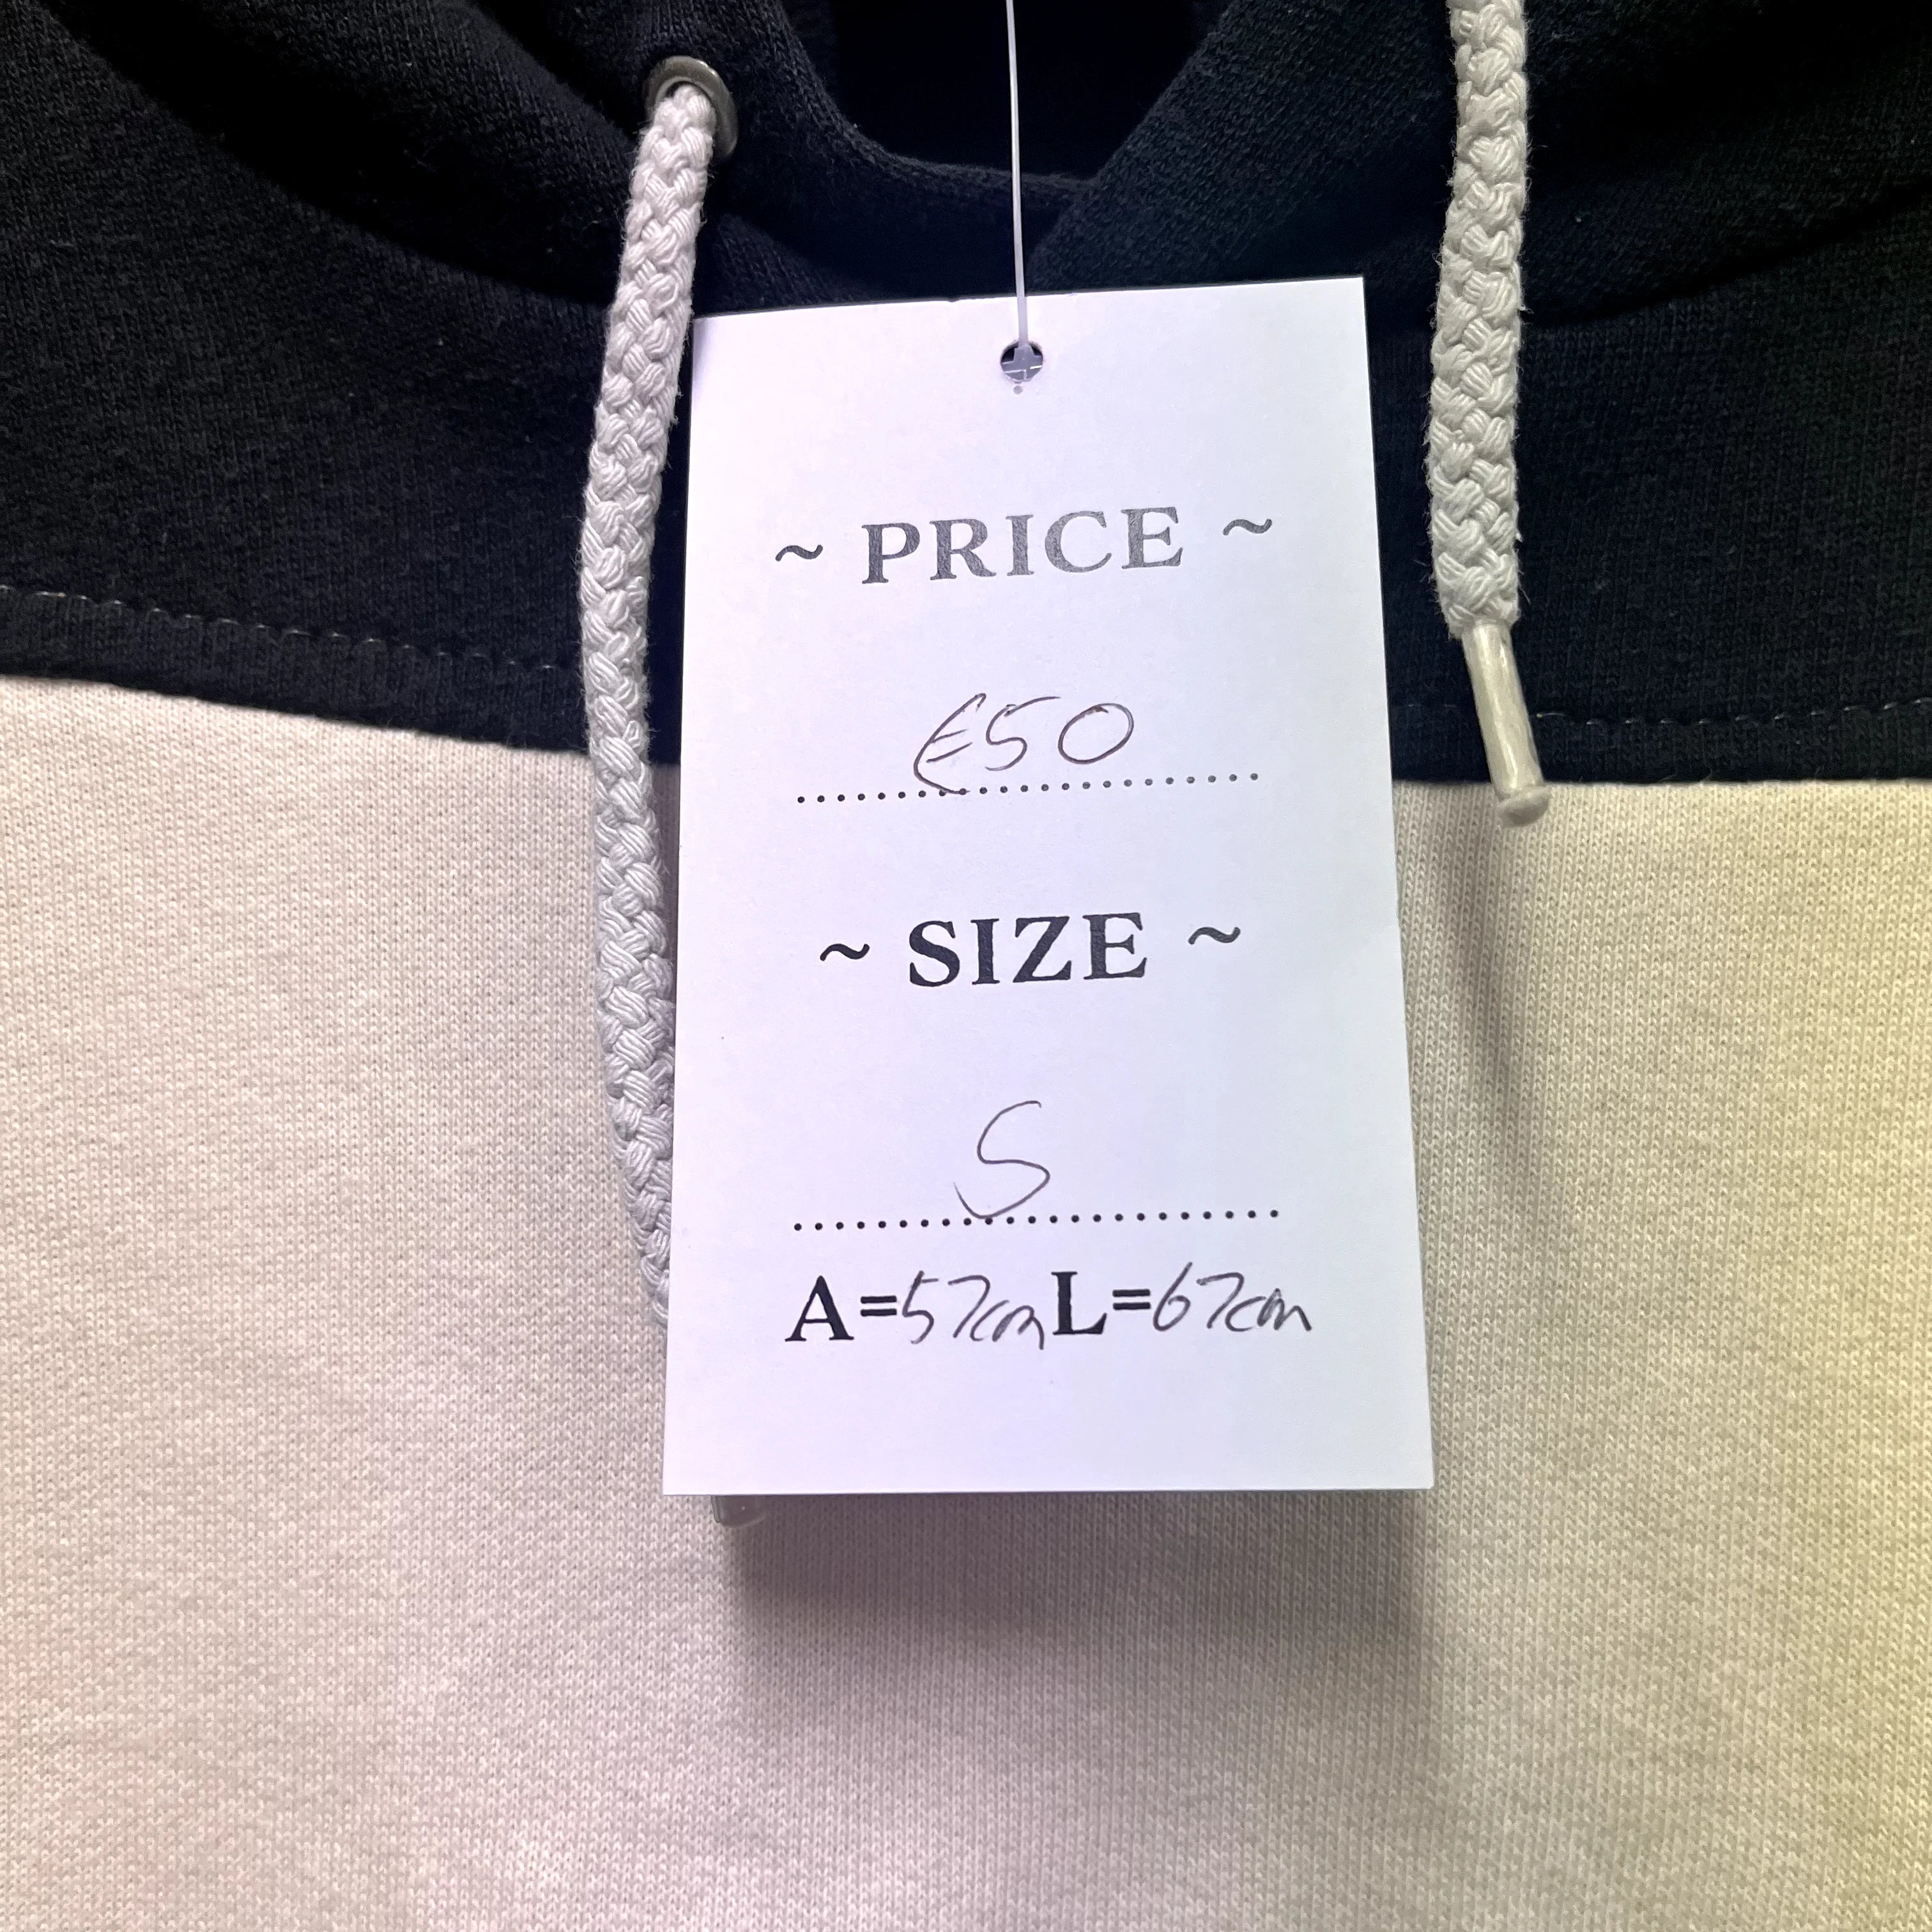 ~ PRICE ~
€50
~ SIZE ~
S
A=57cm L=67cm